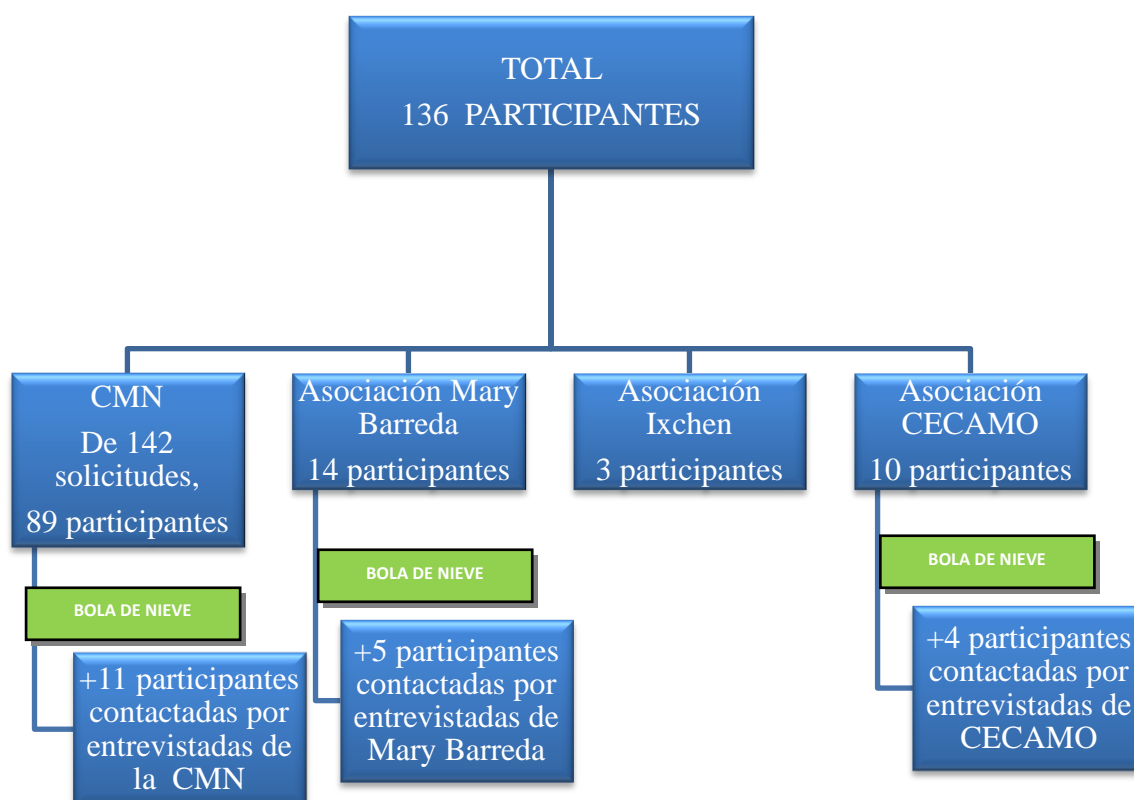 TOTAL
136 PARTICIPANTES
CMN
De 142
solicitudes,
89 participantes
BOLA DE NIEVE
+11 participantes
contactadas por
entrevistadas de
la CMN
Asociación Mary
Barreda
14 participantes
BOLA DE NIEVE
+5 participantes
contactadas por
entrevistadas de
Mary Barreda
Asociación
Ixchen
3 participantes
Asociación
CECAMO
10 participantes
BOLA DE NIEVE
+4 participantes
contactadas por
entrevistadas de
CECAMO